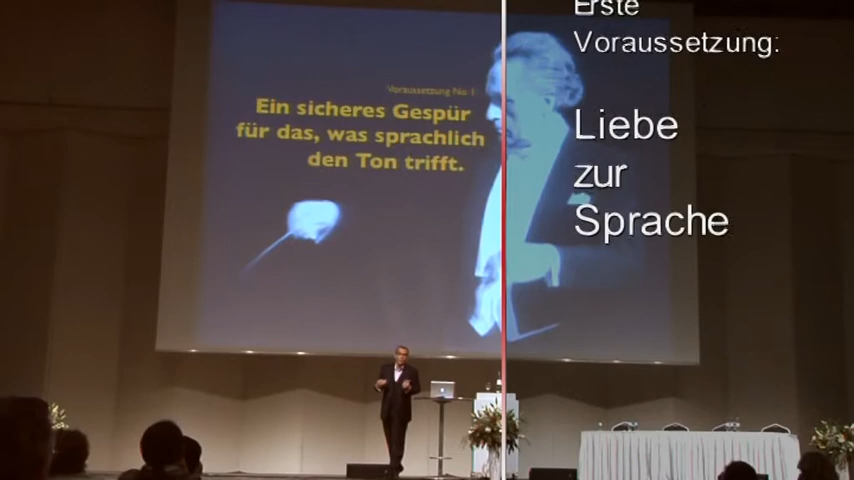 Voraussetzung No 1
Ein sicheres Gespür
für das, was sprachlich
den Ton trifft.
Erste
Voraussetzung:
Liebe
zur
Sprache